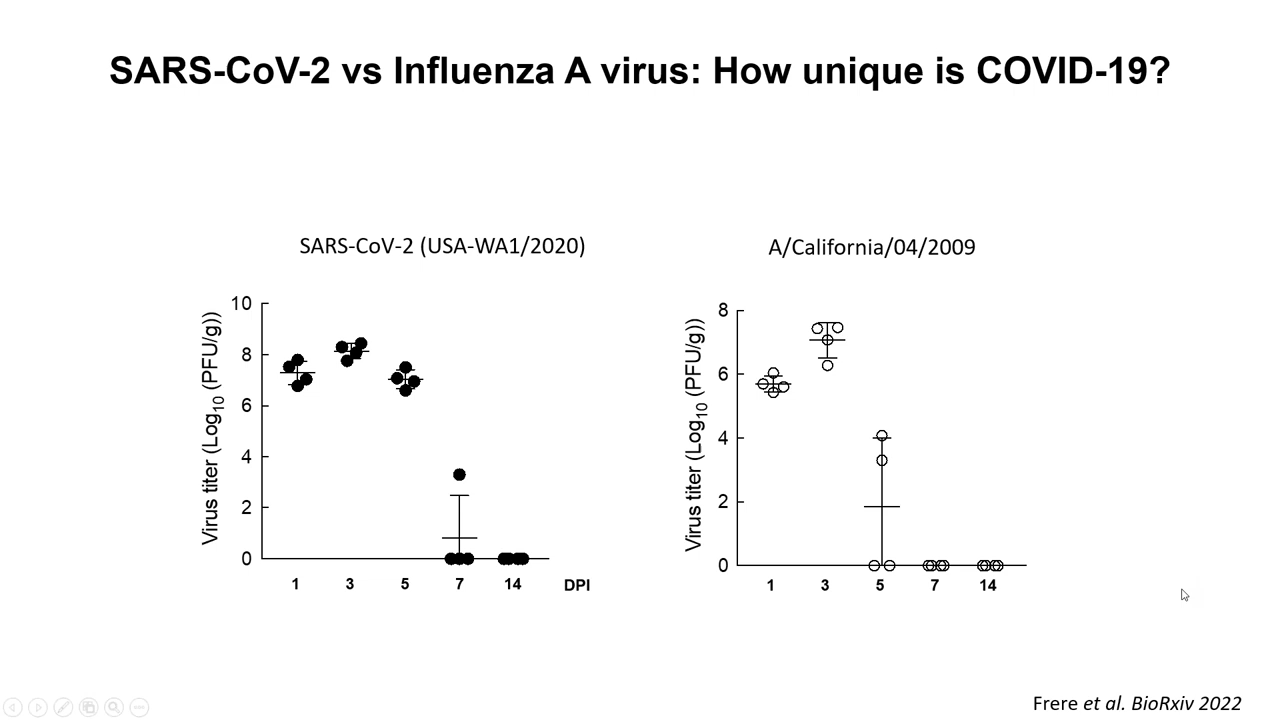 SARS-CoV-2 vs Influenza A virus: How unique is COVID-19?
SARS-CoV-2 (USA-WA1/2020)
Virus titer (Log10 (PFU/g))
10
8
6
4
2
0
1 3 5 7 14 DPI
A/California/04/2009
Virus titer (Log10 (PFU/g))
8
6
4
2
0
1 3 5 7 14
Frere et al. BioRxiv 2022